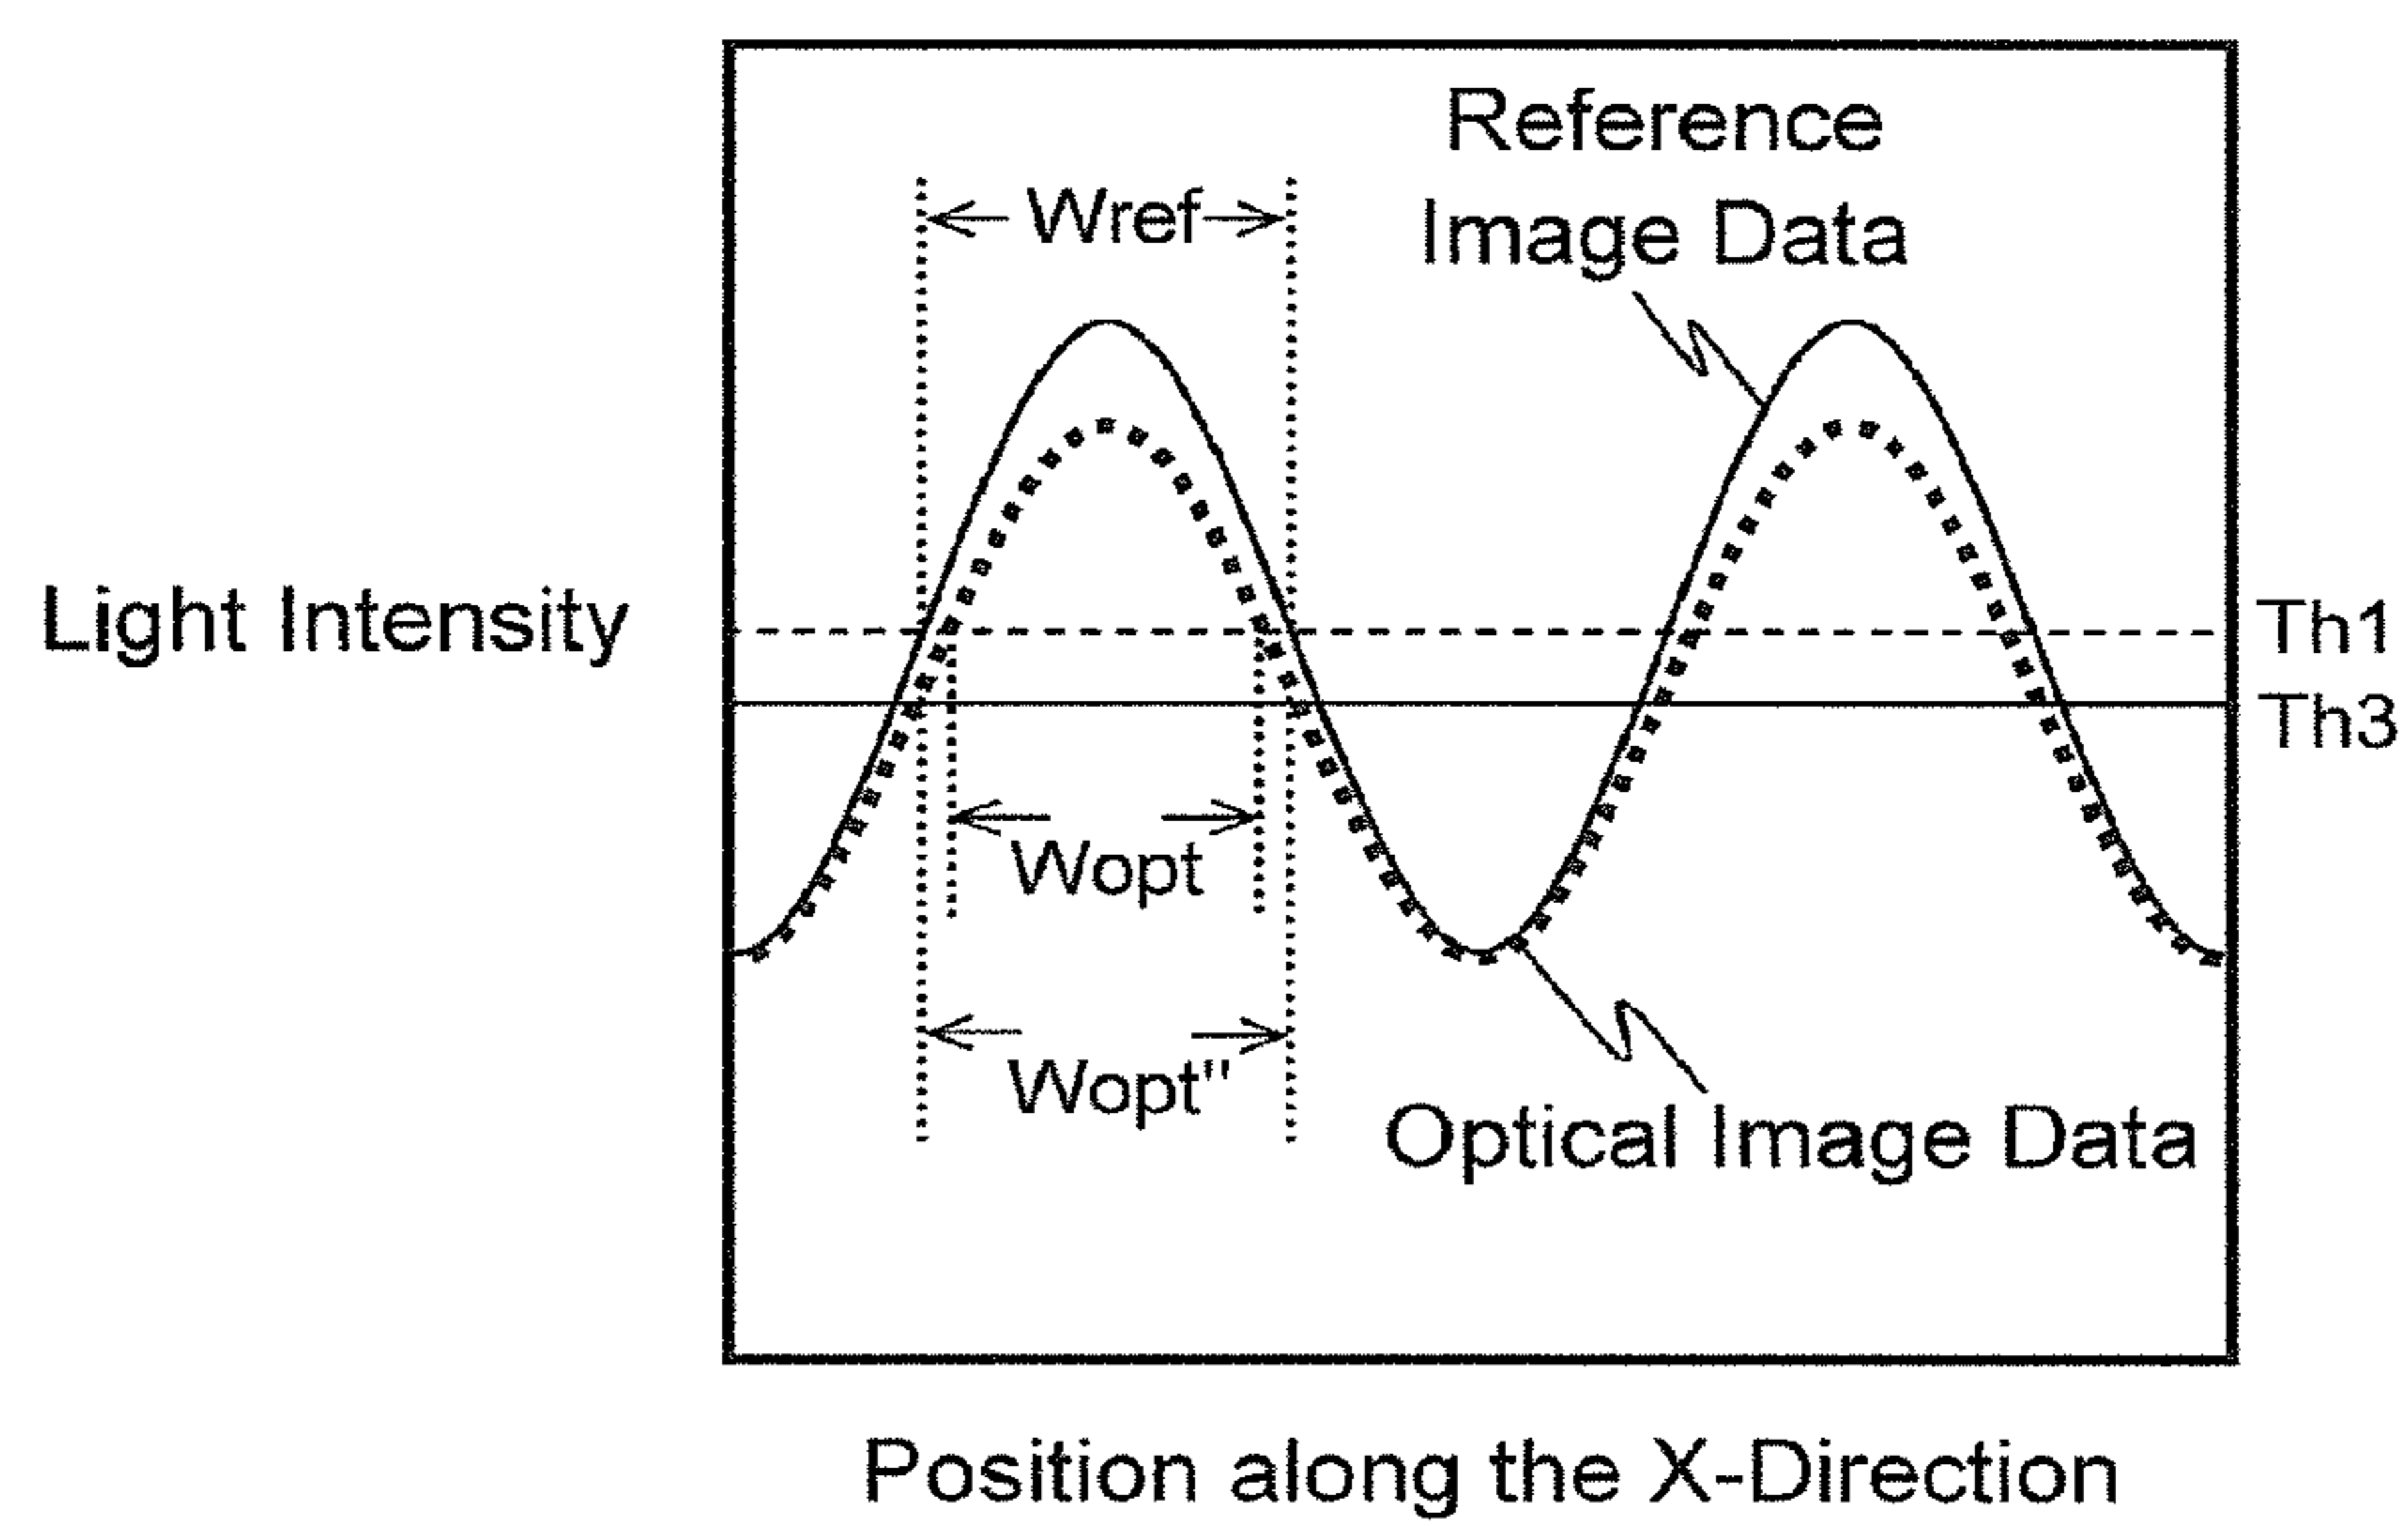 Reference
Image Data
Wref
Light Intensity
Th1
Th3
Wopt
Wopt"
Optical Image Data
Position along the X-Direction